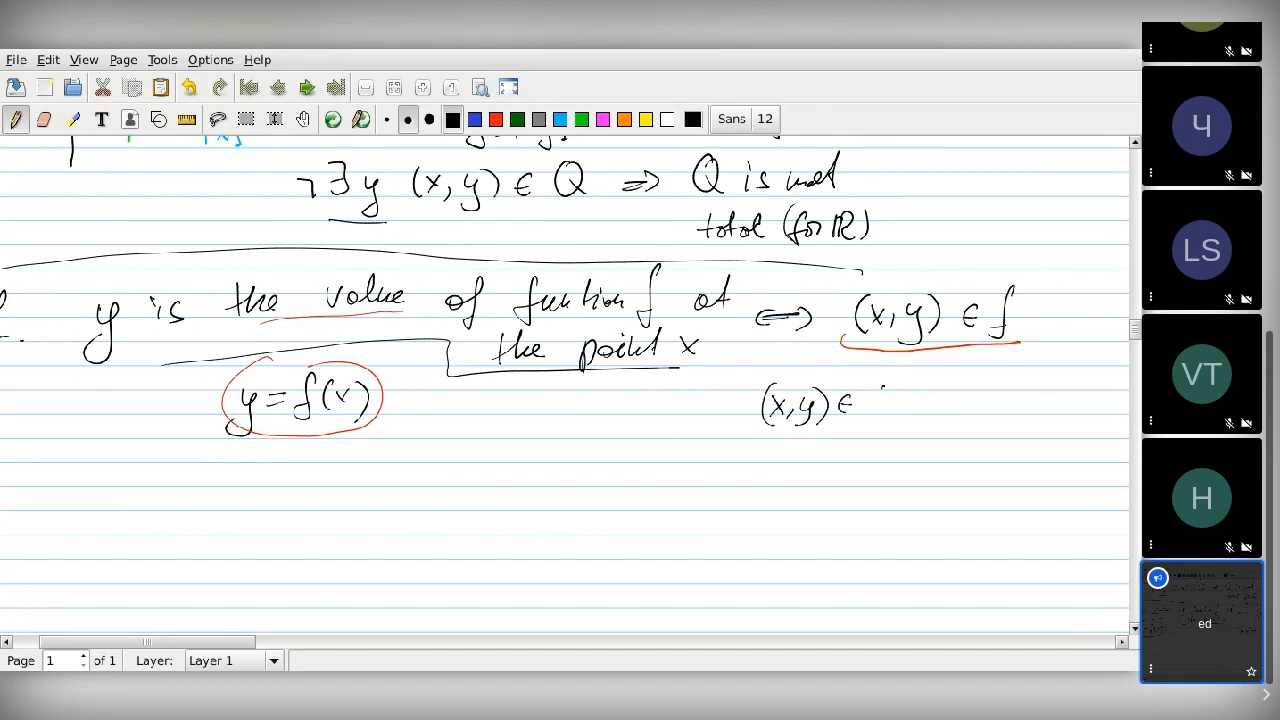 File Edit View Page Tools Options Help
Sans 12
¬∃ y (x, y) ∈ Q ⇒ Q is not
total (for ℝ)
y is the value of funtion f at ⇔ (x, y) ∈ f
the point x
y = f(x)
(x, y) ∈
Page 1 of 1 Layer: Layer 1
Ч
LS
VT
H
ed